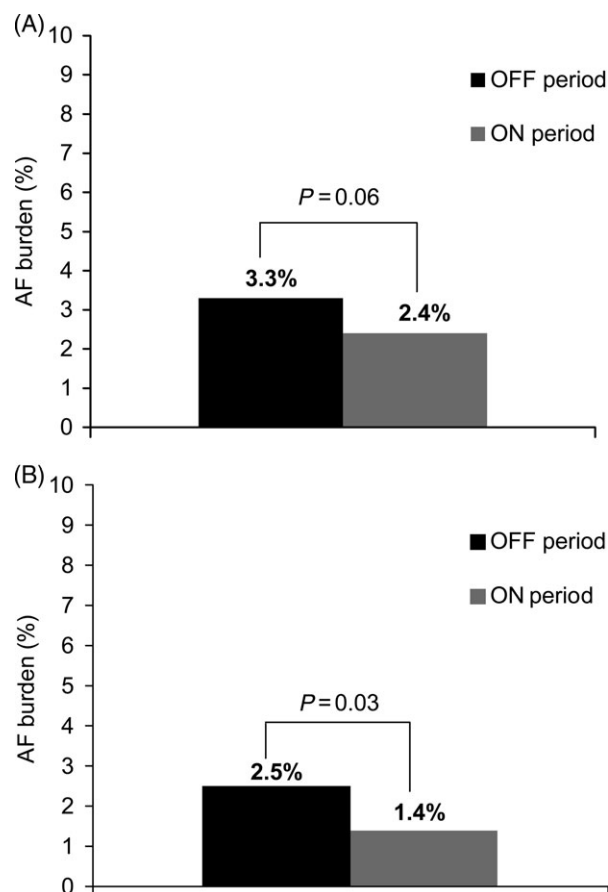 (A)
10
9
8
7
6
5
4
3
2
1
0
AF burden (%)
OFF period
ON period
P = 0.06
3.3%
2.4%
(B)
10
9
8
7
6
5
4
3
2
1
0
AF burden (%)
OFF period
ON period
P = 0.03
2.5%
1.4%